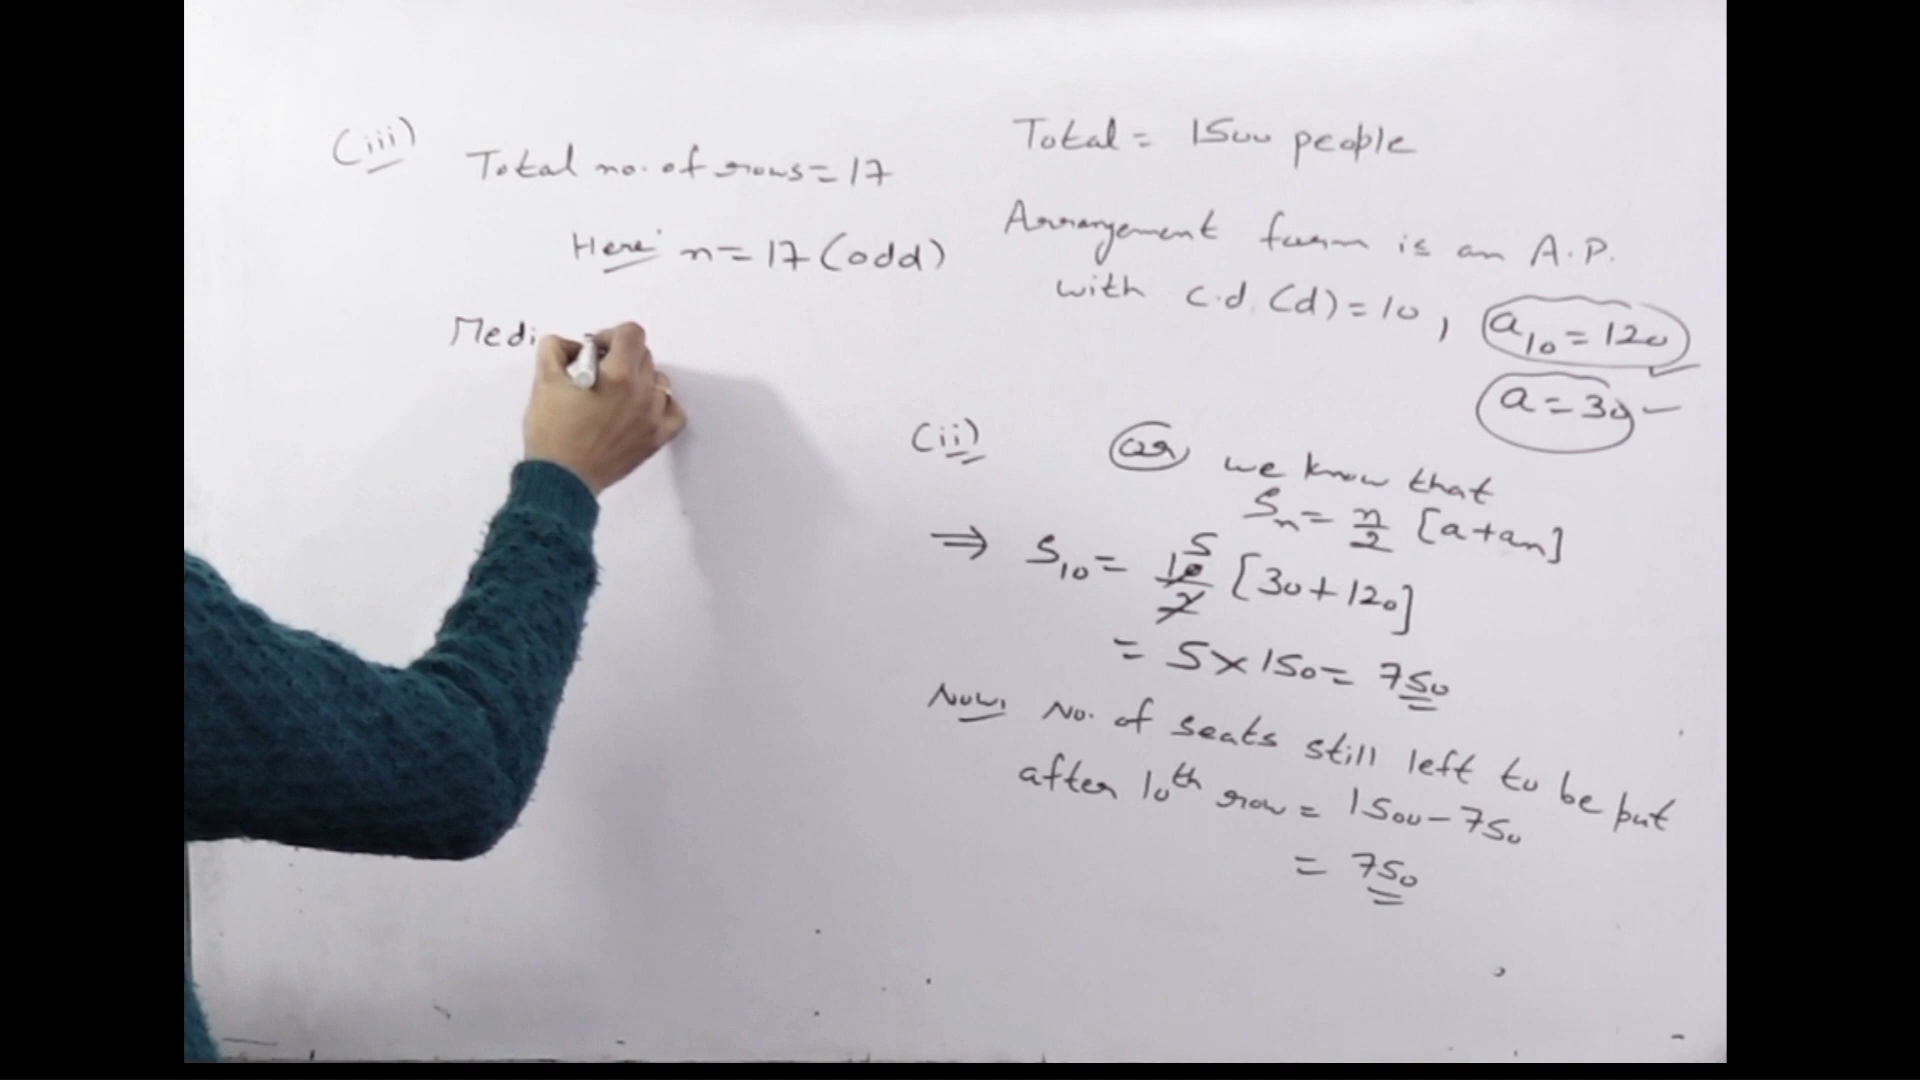 (iii) Total no. of rows = 17
Here n = 17 (odd)
Medi
Total = 1500 people
Arrangement form is an A.P.
with c.d. (d) = 10, a₁₀ = 120
a = 30
(ii) or we know that
Sn = n/2 [a + an]
⇒ S₁₀ = 10/2 5 [30 + 120]
= 5 × 150 = 750
Now, No. of seats still left to be put
after 10th row = 1500 - 750
= 750